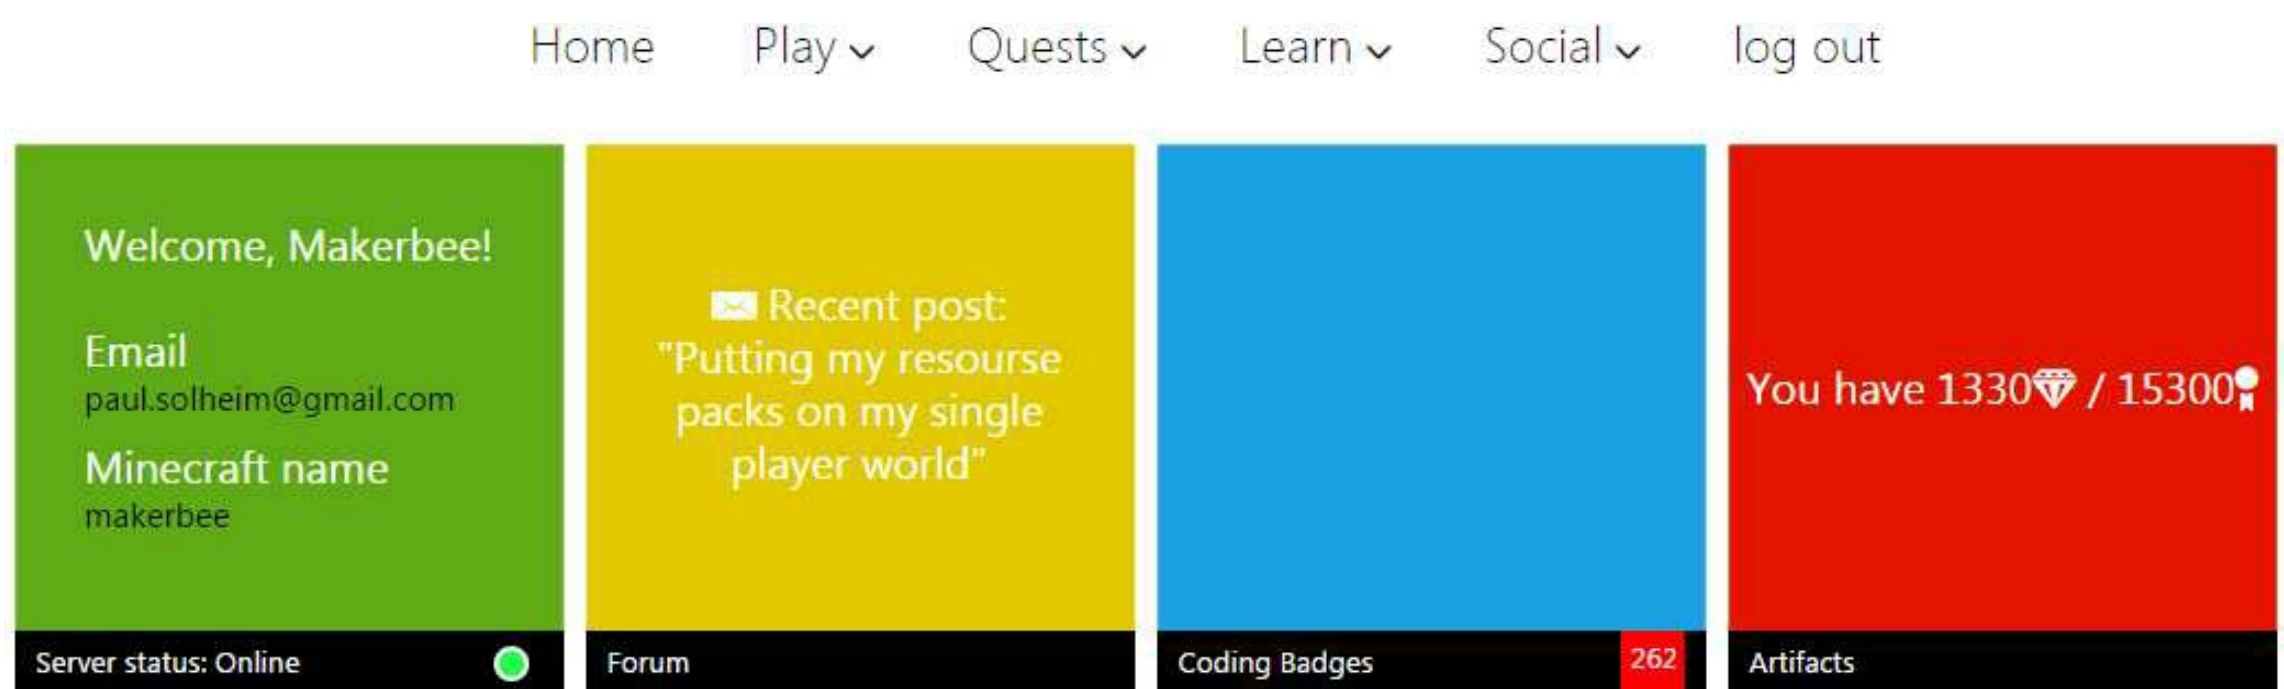 Home Play Quests Learn Social log out
Welcome, Makerbee!
Email
paul.solheim@gmail.com
Minecraft name
makerbee
Server status: Online
Recent post:
"Putting my resourse
packs on my single
player world"
Forum
Coding Badges 262
You have 1330 / 15300
Artifacts